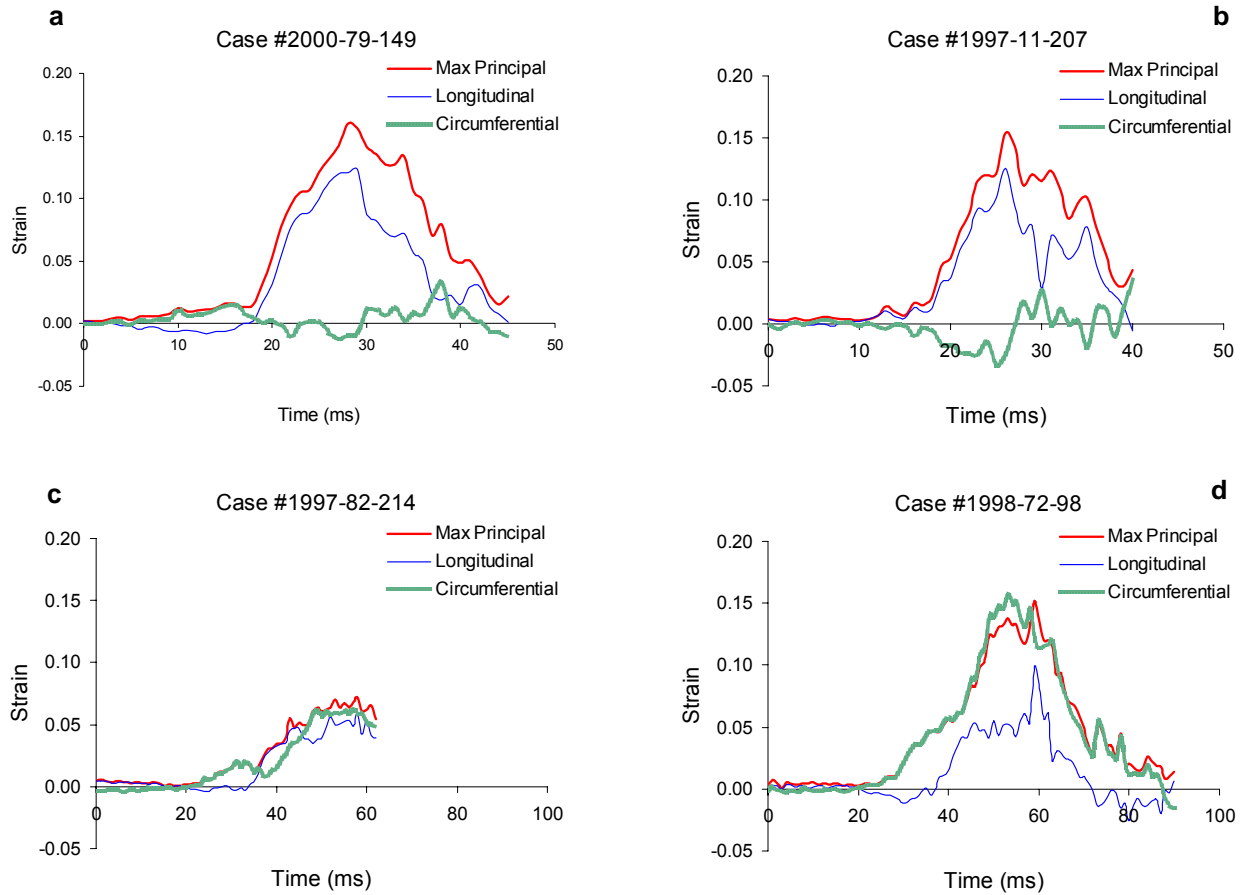 a
Case #2000-79-149
Max Principal
Longitudinal
Circumferential
0.20
0.15
0.10
0.05
0.00
-0.05
Strain
0 10 20 30 40 50
Time (ms)
b
Case #1997-11-207
Max Principal
Longitudinal
Circumferential
0.20
0.15
0.10
0.05
0.00
-0.05
Strain
0 10 20 30 40 50
Time (ms)
c
Case #1997-82-214
Max Principal
Longitudinal
Circumferential
0.20
0.15
0.10
0.05
0.00
-0.05
Strain
0 20 40 60 80 100
Time (ms)
d
Case #1998-72-98
Max Principal
Longitudinal
Circumferential
0.20
0.15
0.10
0.05
0.00
-0.05
Strain
0 20 40 60 80 100
Time (ms)